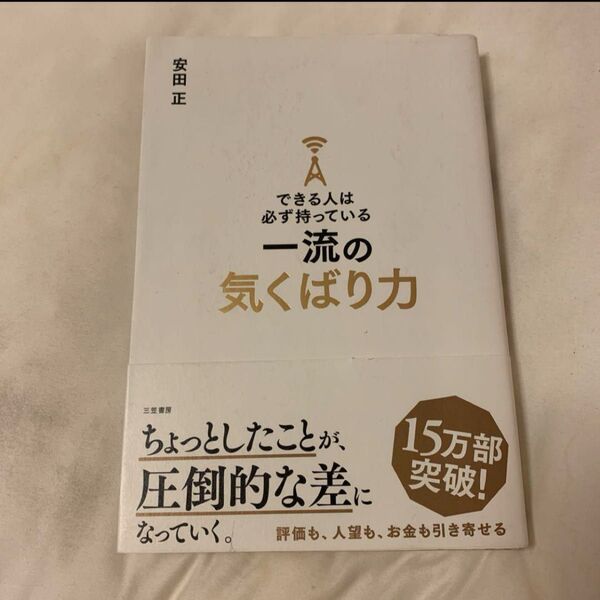 安田 正
できる人は
必ず持っている
一流の
気くばり力
三笠書房
ちょっとしたことが、
圧倒的な差に
なっていく。
15万部
突破!
評価も、人望も、お金も引き寄せる